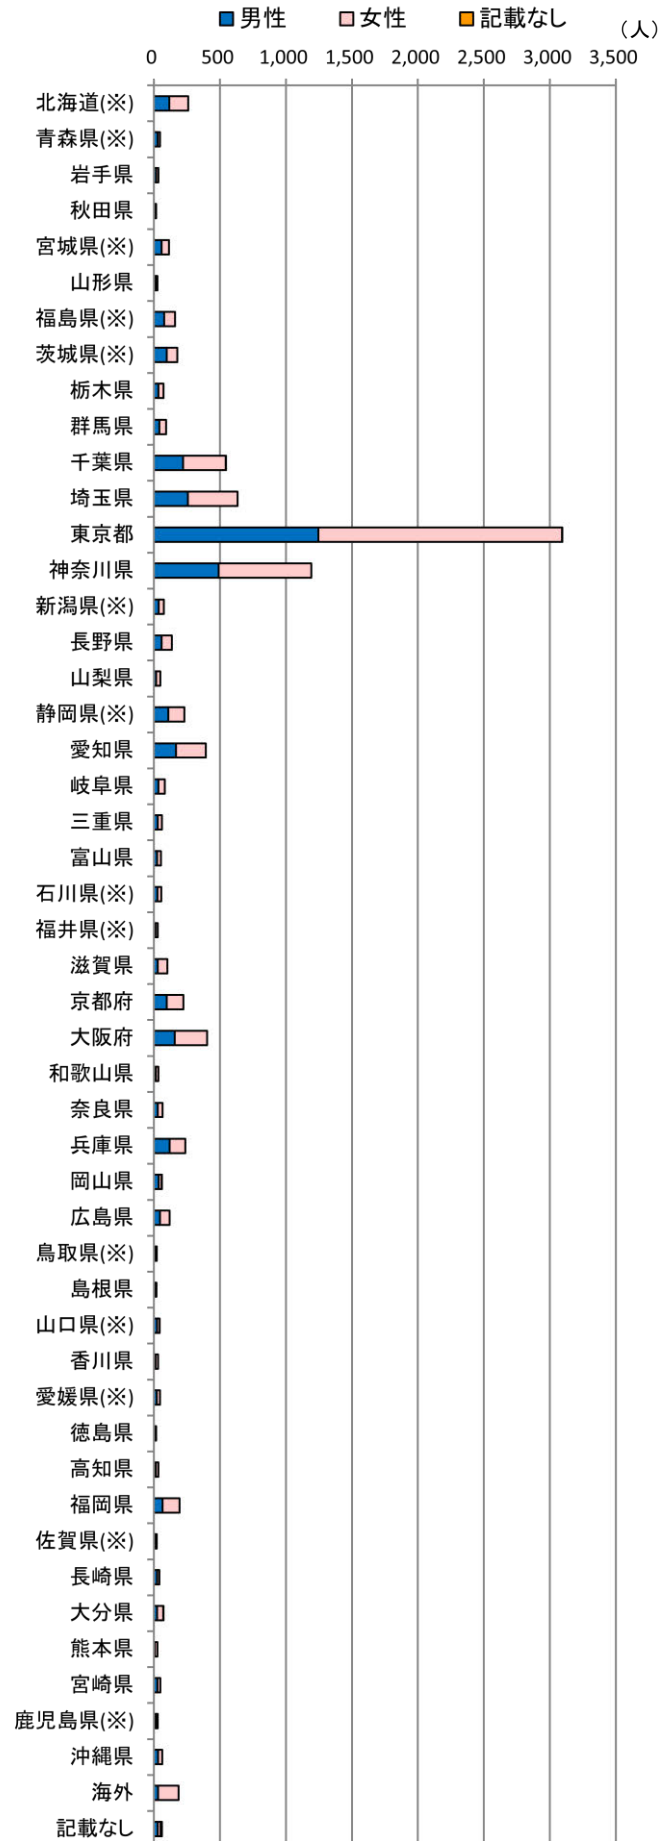 男性 女性 記載なし
（人）
0 500 1,000 1,500 2,000 2,500 3,000 3,500
北海道(※)
青森県(※)
岩手県
秋田県
宮城県(※)
山形県
福島県(※)
茨城県(※)
栃木県
群馬県
千葉県
埼玉県
東京都
神奈川県
新潟県(※)
長野県
山梨県
静岡県(※)
愛知県
岐阜県
三重県
富山県
石川県(※)
福井県(※)
滋賀県
京都府
大阪府
和歌山県
奈良県
兵庫県
岡山県
広島県
鳥取県(※)
島根県
山口県(※)
香川県
愛媛県(※)
徳島県
高知県
福岡県
佐賀県(※)
長崎県
大分県
熊本県
宮崎県
鹿児島県(※)
沖縄県
海外
記載なし